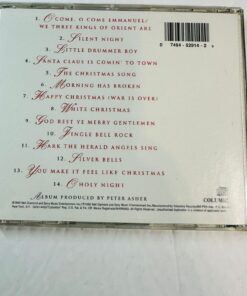 1. O COME, O COME EMMANUEL/
WE THREE KINGS OF ORIENT ARE
2. SILENT NIGHT
3. LITTLE DRUMMER BOY
4. SANTA CLAUS IS COMIN' TO TOWN
5. THE CHRISTMAS SONG
6. MORNING HAS BROKEN
7. HAPPY CHRISTMAS (WAR IS OVER)
8. WHITE CHRISTMAS
9. GOD REST YE MERRY GENTLEMEN
10. JINGLE BELL ROCK
11. HARK THE HERALD ANGELS SING
12. SILVER BELLS
13. YOU MAKE IT FEEL LIKE CHRISTMAS
14. O HOLY NIGHT
ALBUM PRODUCED BY PETER ASHER
COLUMBIA